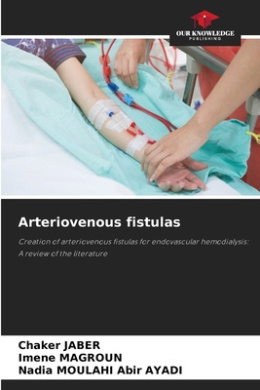 OUR KNOWLEDGE
PUBLISHING
Arteriovenous fistulas
Creation of arteriovenous fistulas for endovascular hemodialysis:
A review of the literature
Chaker JABER
Imene MAGROUN
Nadia MOULAHI Abir AYADI